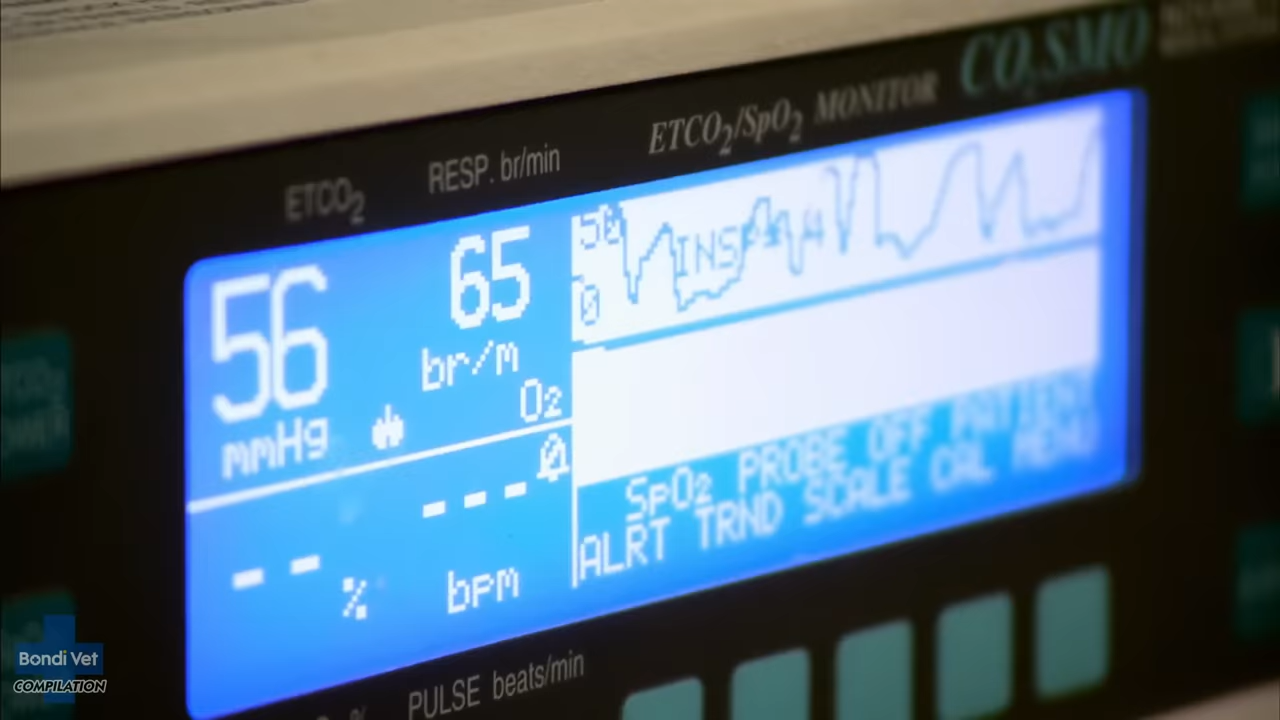 CO₂SMO
ETCO₂/SpO₂ MONITOR
ETCO₂
RESP. br/min
56
mmHg
65
br/m
O₂
50
0
INSP
-- %
--- bpm
SpO₂ PROBE OFF PATIENT
ALRT TRND SCALE CAL MENU
PULSE beats/min
%
Bondi Vet
COMPILATION